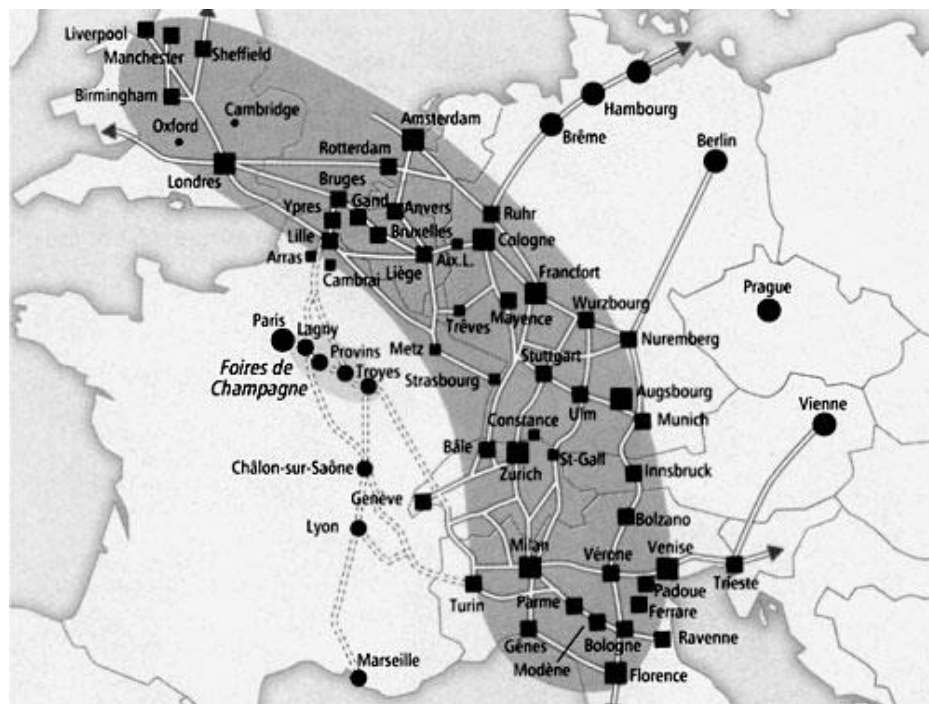 Liverpool
Manchester
Sheffield
Birmingham
Cambridge
Oxford
Londres
Amsterdam
Rotterdam
Hambourg
Brême
Berlin
Bruges
Gand
Anvers
Ypres
Bruxelles
Ruhr
Lille
Cologne
Arras
Cambrai
Liège
Aix.L.
Francfort
Prague
Paris
Lagny
Provins
Troyes
Foires de
Champagne
Trêves
Mayence
Wurzbourg
Nuremberg
Metz
Stuttgart
Strasbourg
Augsbourg
Ulm
Munich
Vienne
Constance
Bâle
Zurich
St-Gall
Innsbruck
Châlon-sur-Saône
Genève
Lyon
Bolzano
Milan
Vérone
Venise
Trieste
Turin
Parme
Padoue
Ferrare
Gênes
Modène
Bologne
Ravenne
Marseille
Florence